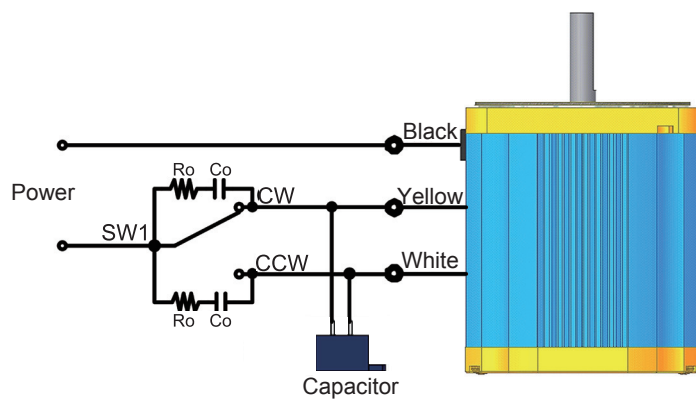 Black
Ro Co
CW
Yellow
Power
SW1
CCW
White
Ro Co
Capacitor